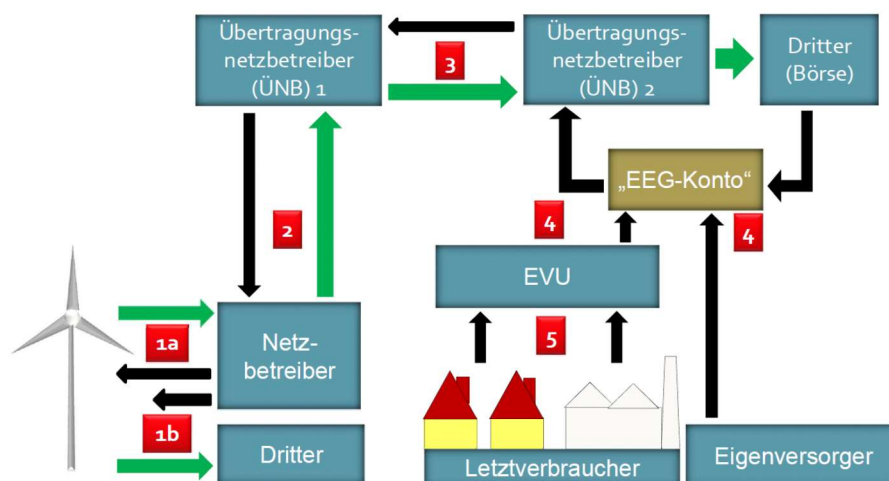 Übertragungs-
netzbetreiber
(ÜNB) 1
3
Übertragungs-
netzbetreiber
(ÜNB) 2
Dritter
(Börse)
„EEG-Konto“
2
4
4
EVU
1a
Netz-
betreiber
5
1b
Dritter
Letztverbraucher
Eigenversorger